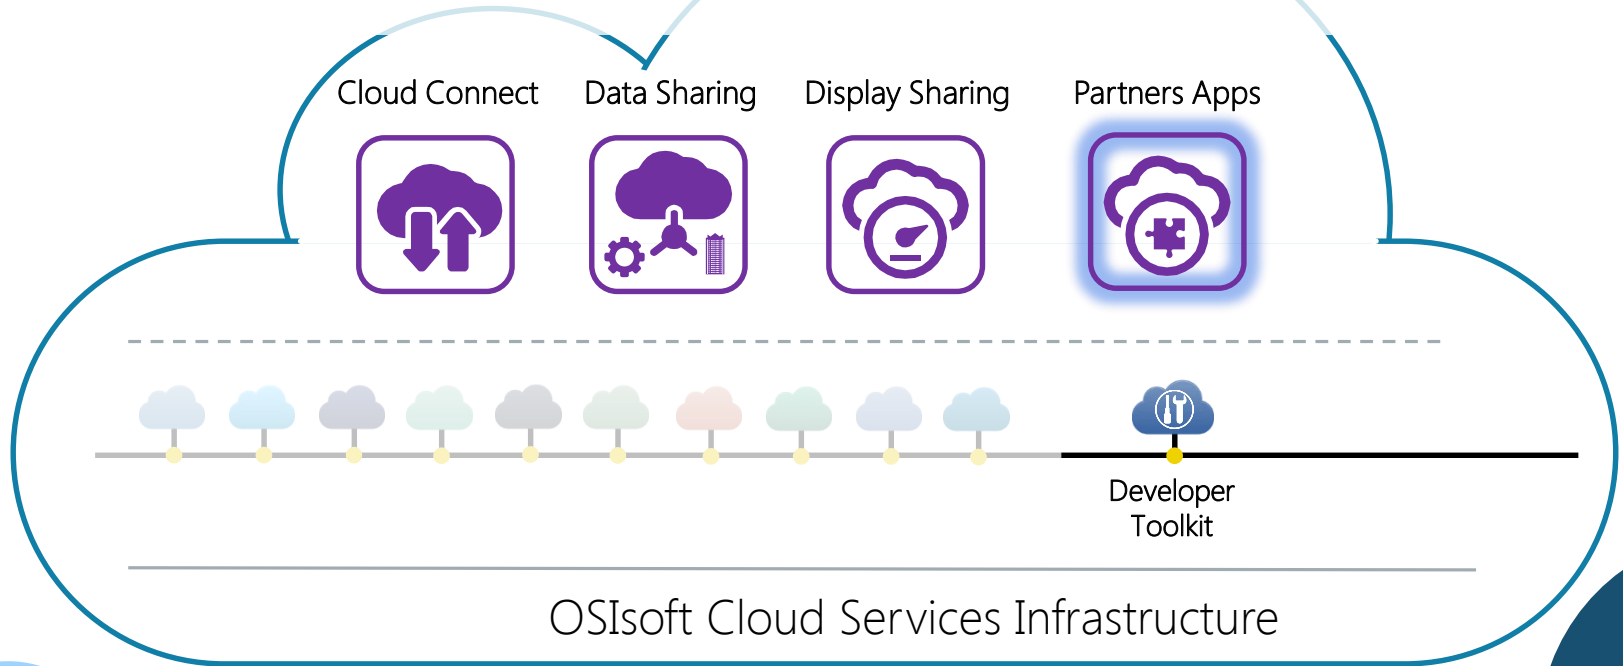 Cloud Connect
Data Sharing
Display Sharing
Partners Apps
Developer
Toolkit
OSIsoft Cloud Services Infrastructure